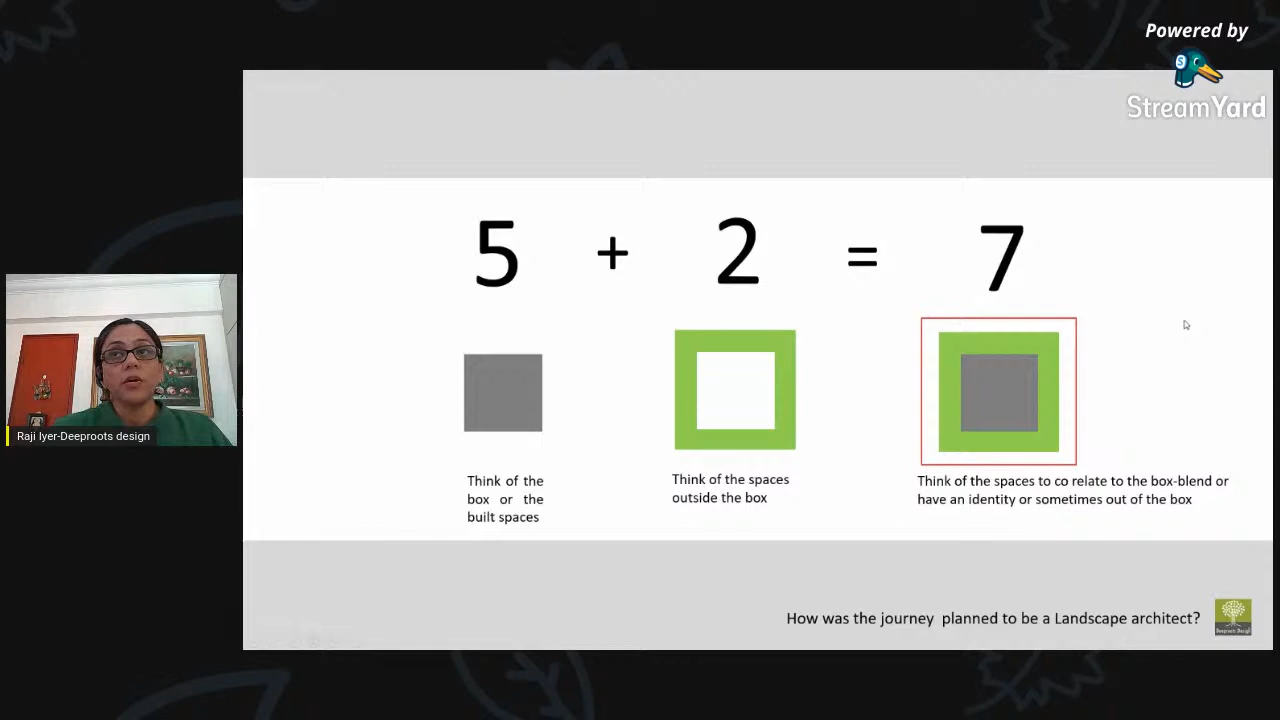 Powered by
StreamYard
5 + 2 = 7
Think of the
box or the
built spaces
Think of the spaces
outside the box
Think of the spaces to co relate to the box-blend or
have an identity or sometimes out of the box
Raji Iyer-Deeproots design
How was the journey planned to be a Landscape architect?
Deeproots Design